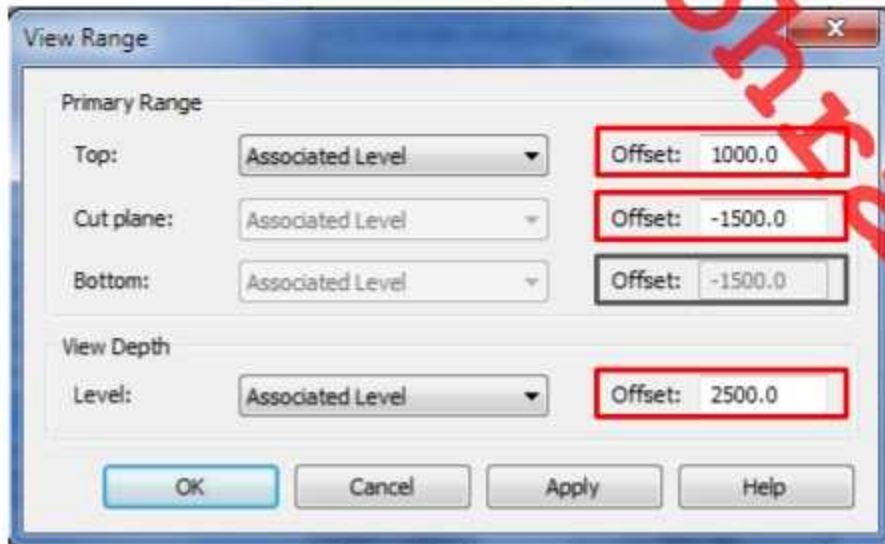 View Range
Primary Range
Top: Associated Level Offset: 1000.0
Cut plane: Associated Level Offset: -1500.0
Bottom: Associated Level Offset: -1500.0
View Depth
Level: Associated Level Offset: 2500.0
OK Cancel Apply Help